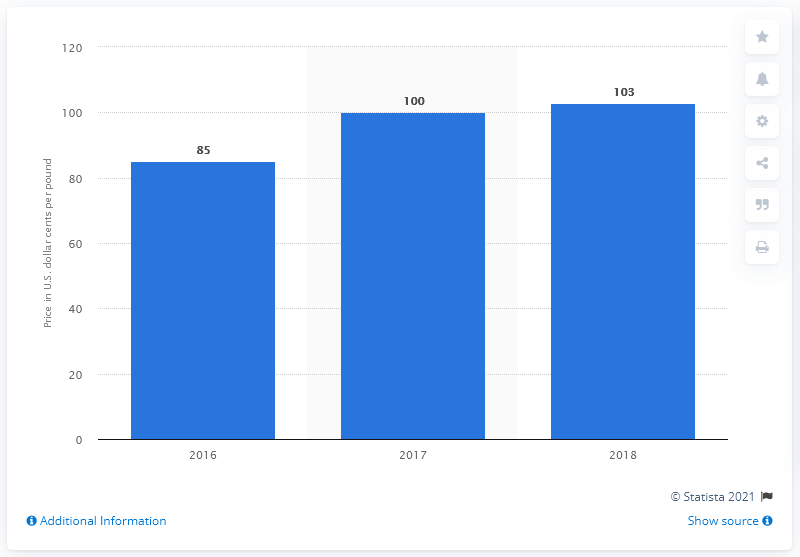 120
100
80
60
40
20
0
Price in U.S. dollar cents per pound
85
100
103
2016 2017 2018
© Statista 2021
Additional Information Show source